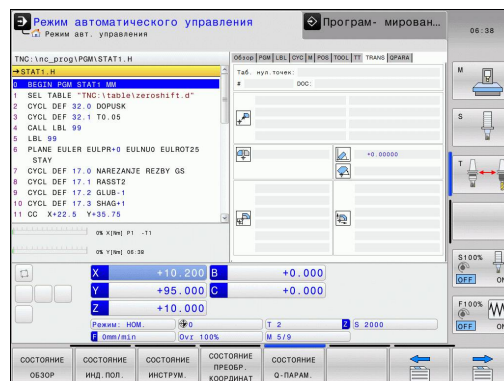 Режим автоматического управления
Режим авт. управления
Програм- мирован...
06:38
TNC:\nc_prog\PGM\STAT1.H
→STAT1.H
0 BEGIN PGM STAT1 MM
1 SEL TABLE "TNC:\table\zeroshift.d"
2 CYCL DEF 32.0 DOPUSK
3 CYCL DEF 32.1 T0.05
4 CALL LBL 99
5 LBL 99
6 PLANE EULER EULPR+0 EULNU0 EULROT25
STAY
7 CYCL DEF 17.0 NAREZANJE REZBY GS
8 CYCL DEF 17.1 RASST2
9 CYCL DEF 17.2 GLUB-1
10 CYCL DEF 17.3 SHAG+1
11 CC X+22.5 Y+35.75
Обзор PGM LBL CYC M POS TOOL TT TRANS QPARA
Таб. нул.точек:
# DOC:
+0.00000
0% X[Nm] P1 -T1
0% Y[Nm] 06:38
X +10.200 B +0.000
Y +95.000 C +0.000
Z +10.000
Режим: НОМ. 0 T 2 Z S 2000
F 0mm/min Ovr 100% M 5/9
M
S
T
S100%
OFF ON
F100%
OFF ON
СОСТОЯНИЕ ОБЗОР
СОСТОЯНИЕ ИНД.ПОЛ.
СОСТОЯНИЕ ИНСТРУМ.
СОСТОЯНИЕ ПРЕОБР. КООРДИНАТ
СОСТОЯНИЕ Q-ПАРАМ.